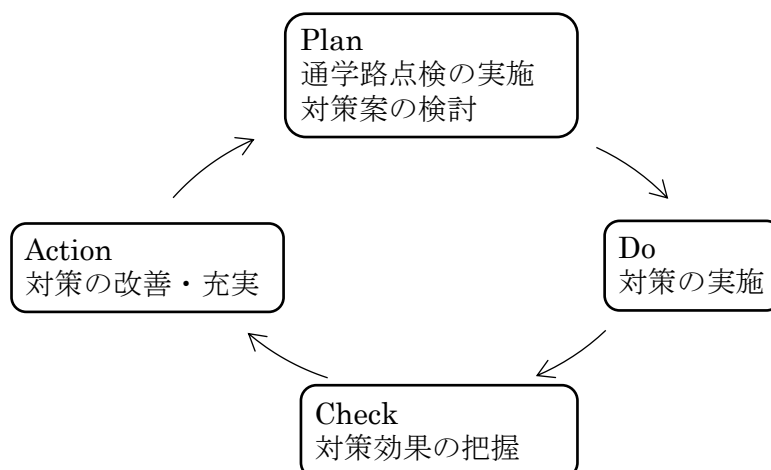 Plan
通学路点検の実施
対策案の検討
Do
対策の実施
Check
対策効果の把握
Action
対策の改善・充実